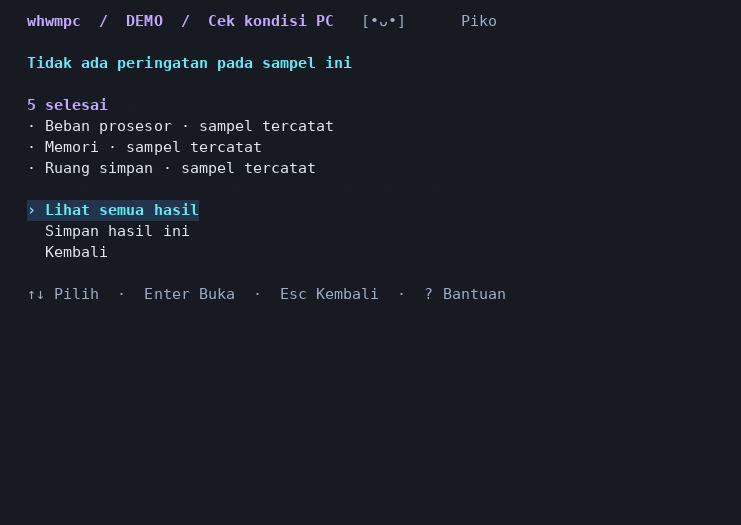 whwmpc  /  DEMO  /  Cek kondisi PC   [•ᴗ•]      Piko
Tidak ada peringatan pada sampel ini
5 selesai
· Beban prosesor · sampel tercatat
· Memori · sampel tercatat
· Ruang simpan · sampel tercatat
› Lihat semua hasil
Simpan hasil ini
Kembali
↑↓ Pilih  ·  Enter Buka  ·  Esc Kembali  ·  ? Bantuan